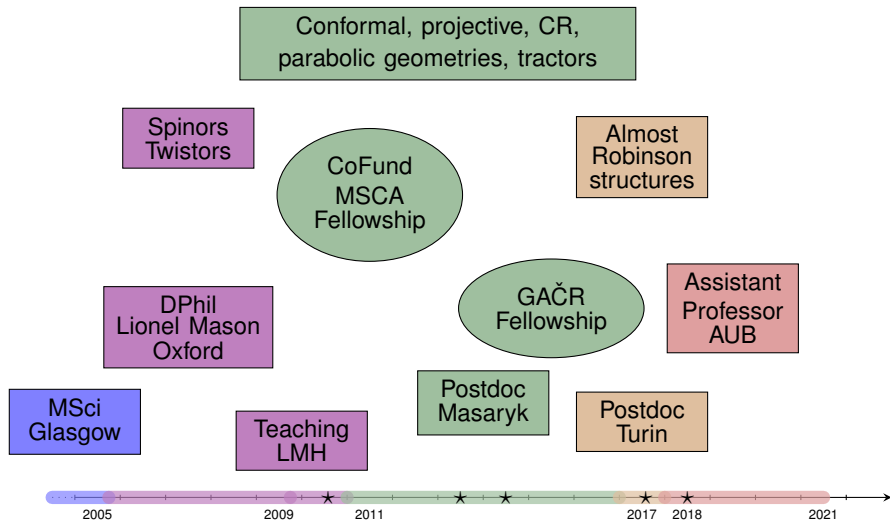 Conformal, projective, CR,
parabolic geometries, tractors
Spinors
Twistors
CoFund
MSCA
Fellowship
Almost
Robinson
structures
DPhil
Lionel Mason
Oxford
GAČR
Fellowship
Assistant
Professor
AUB
MSci
Glasgow
Teaching
LMH
Postdoc
Masaryk
Postdoc
Turin
2005
2009
2011
2017
2018
2021